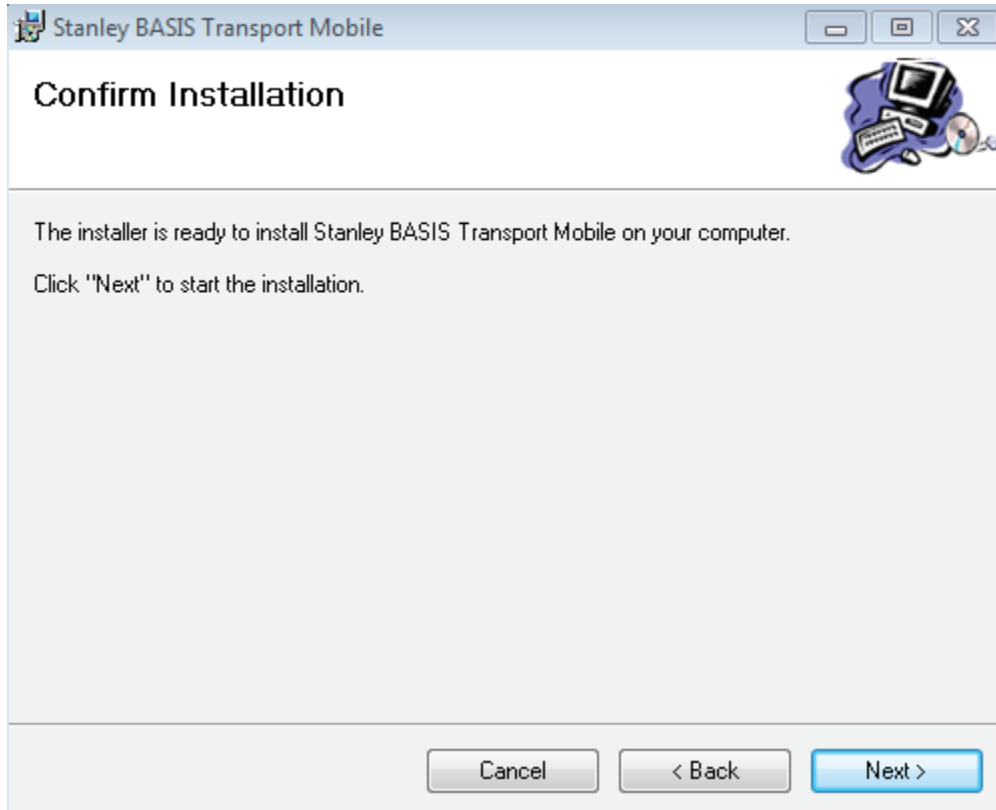 Stanley BASIS Transport Mobile
Confirm Installation
The installer is ready to install Stanley BASIS Transport Mobile on your computer.
Click "Next" to start the installation.
Cancel
< Back
Next >